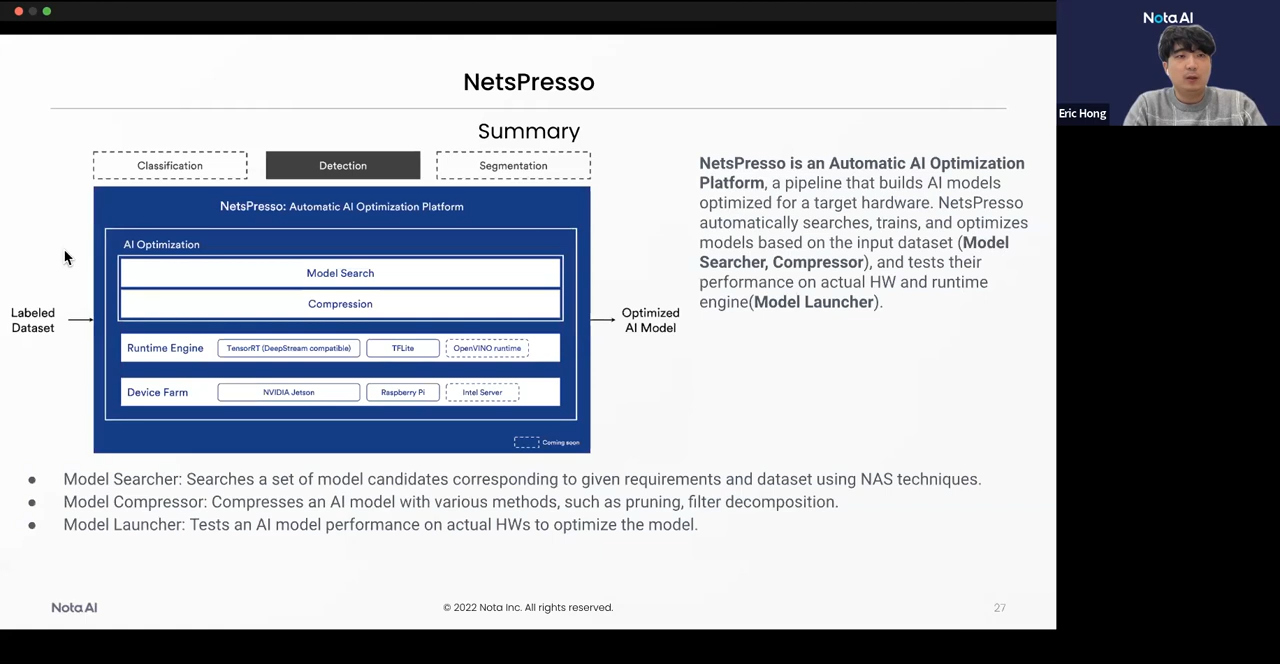 NetsPresso
Summary
Classification
Detection
Segmentation
NetsPresso: Automatic AI Optimization Platform
AI Optimization
Model Search
Compression
Labeled
Dataset
Optimized
AI Model
Runtime Engine
TensorRT (DeepStream compatible)
TFLite
OpenVINO runtime
Device Farm
NVIDIA Jetson
Raspberry Pi
Intel Server
Coming soon
NetsPresso is an Automatic AI Optimization
Platform, a pipeline that builds AI models
optimized for a target hardware. NetsPresso
automatically searches, trains, and optimizes
models based on the input dataset (Model
Searcher, Compressor), and tests their
performance on actual HW and runtime
engine(Model Launcher).
● Model Searcher: Searches a set of model candidates corresponding to given requirements and dataset using NAS techniques.
● Model Compressor: Compresses an AI model with various methods, such as pruning, filter decomposition.
● Model Launcher: Tests an AI model performance on actual HWs to optimize the model.
Nota AI
© 2022 Nota Inc. All rights reserved.
27
Nota AI
Eric Hong